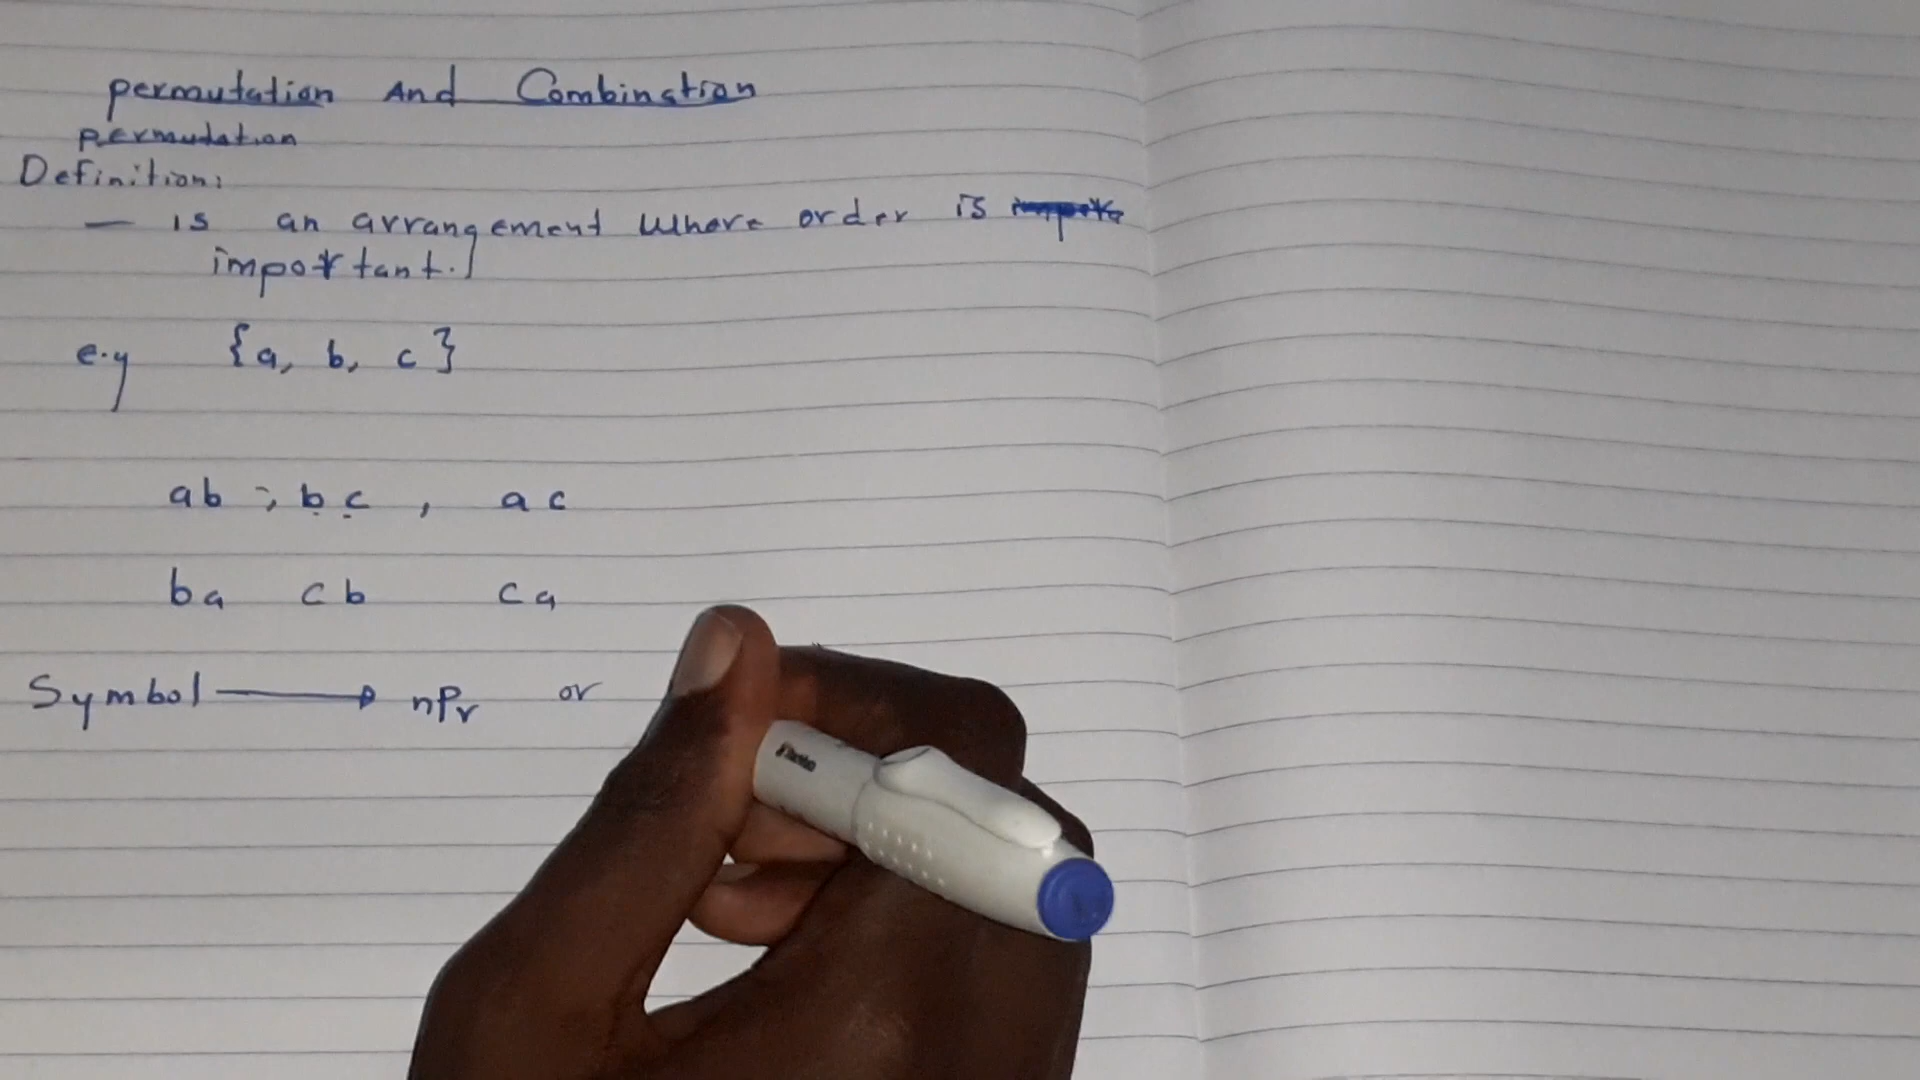 permutation And Combination
permutation
Definition:
— is an arrangement where order is
important.
e.g {a, b, c}
ab , bc , ac
ba cb ca
Symbol → nPr or